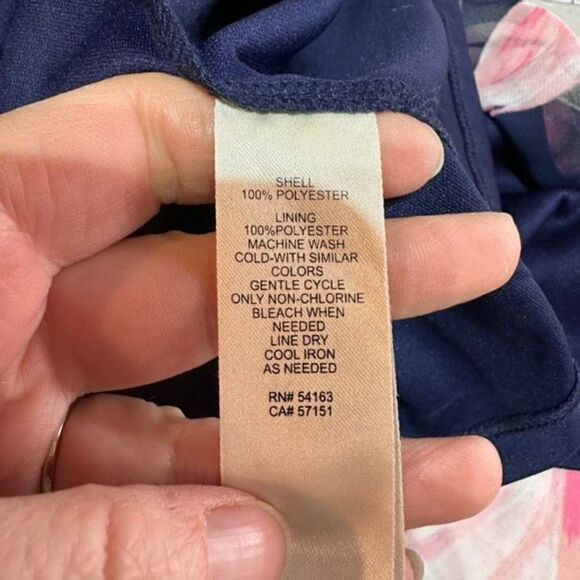 SHELL
100% POLYESTER
LINING
100%POLYESTER
MACHINE WASH
COLD-WITH SIMILAR
COLORS
GENTLE CYCLE
ONLY NON-CHLORINE
BLEACH WHEN
NEEDED
LINE DRY
COOL IRON
AS NEEDED
RN# 54163
CA# 57151